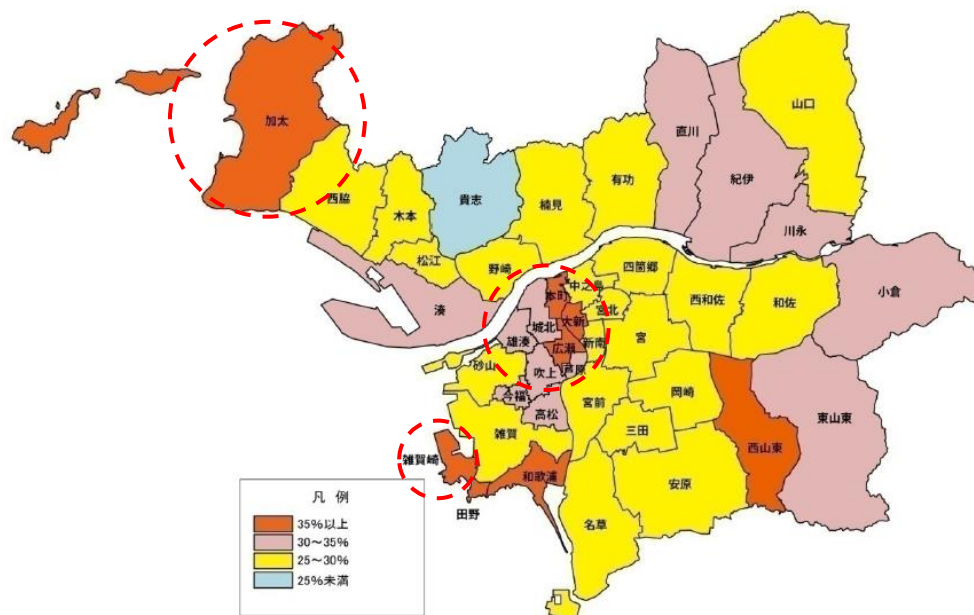 加太
山口
直川
紀伊
有功
貴志
楠見
西脇
木本
川永
松江
野崎
四箇郷
中之島
本町
宮北
西和佐
和佐
小倉
湊
城北
大新
雄湊
広瀬
新南
宮
砂山
吹上
芦原
岡崎
今福
宮前
高松
東山東
三田
雑賀
西山東
雑賀崎
和歌浦
安原
田野
名草
凡 例
35%以上
30～35%
25～30%
25%未満